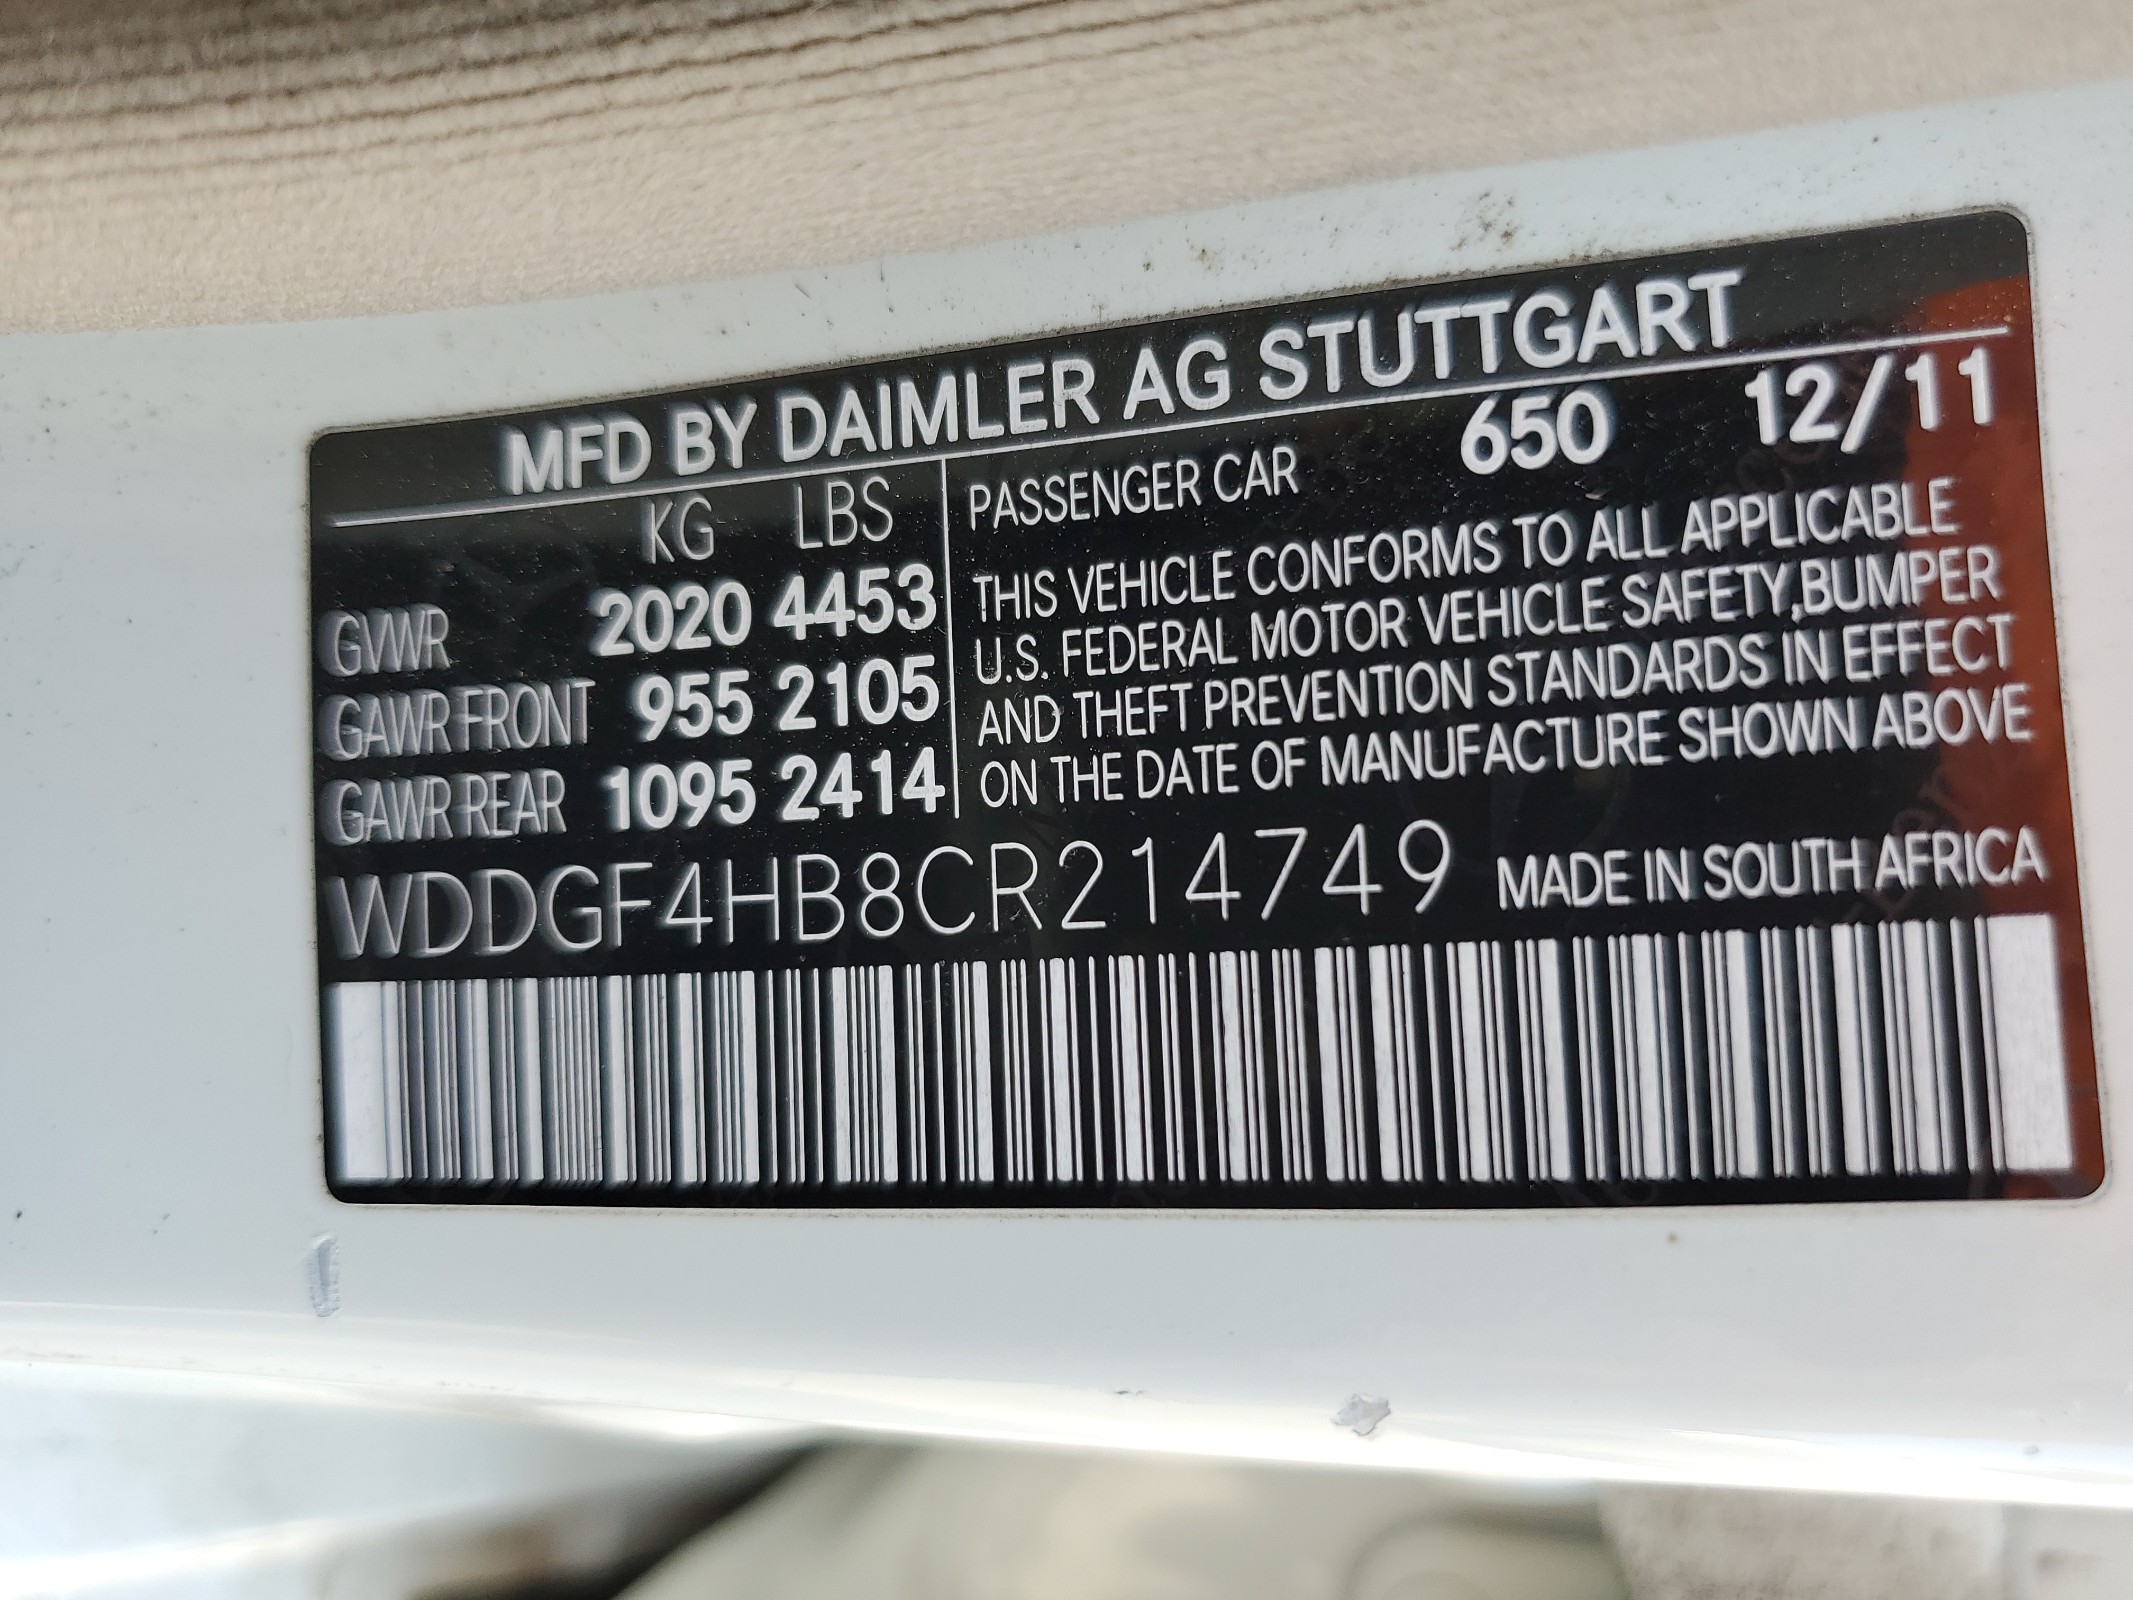 MFD BY DAIMLER AG STUTTGART
KG LBS
GVWR 2020 4453
GAWR FRONT 955 2105
GAWR REAR 1095 2414
PASSENGER CAR 650 12/11
THIS VEHICLE CONFORMS TO ALL APPLICABLE
U.S. FEDERAL MOTOR VEHICLE SAFETY,BUMPER
AND THEFT PREVENTION STANDARDS IN EFFECT
ON THE DATE OF MANUFACTURE SHOWN ABOVE
WDDGF4HB8CR214749 MADE IN SOUTH AFRICA